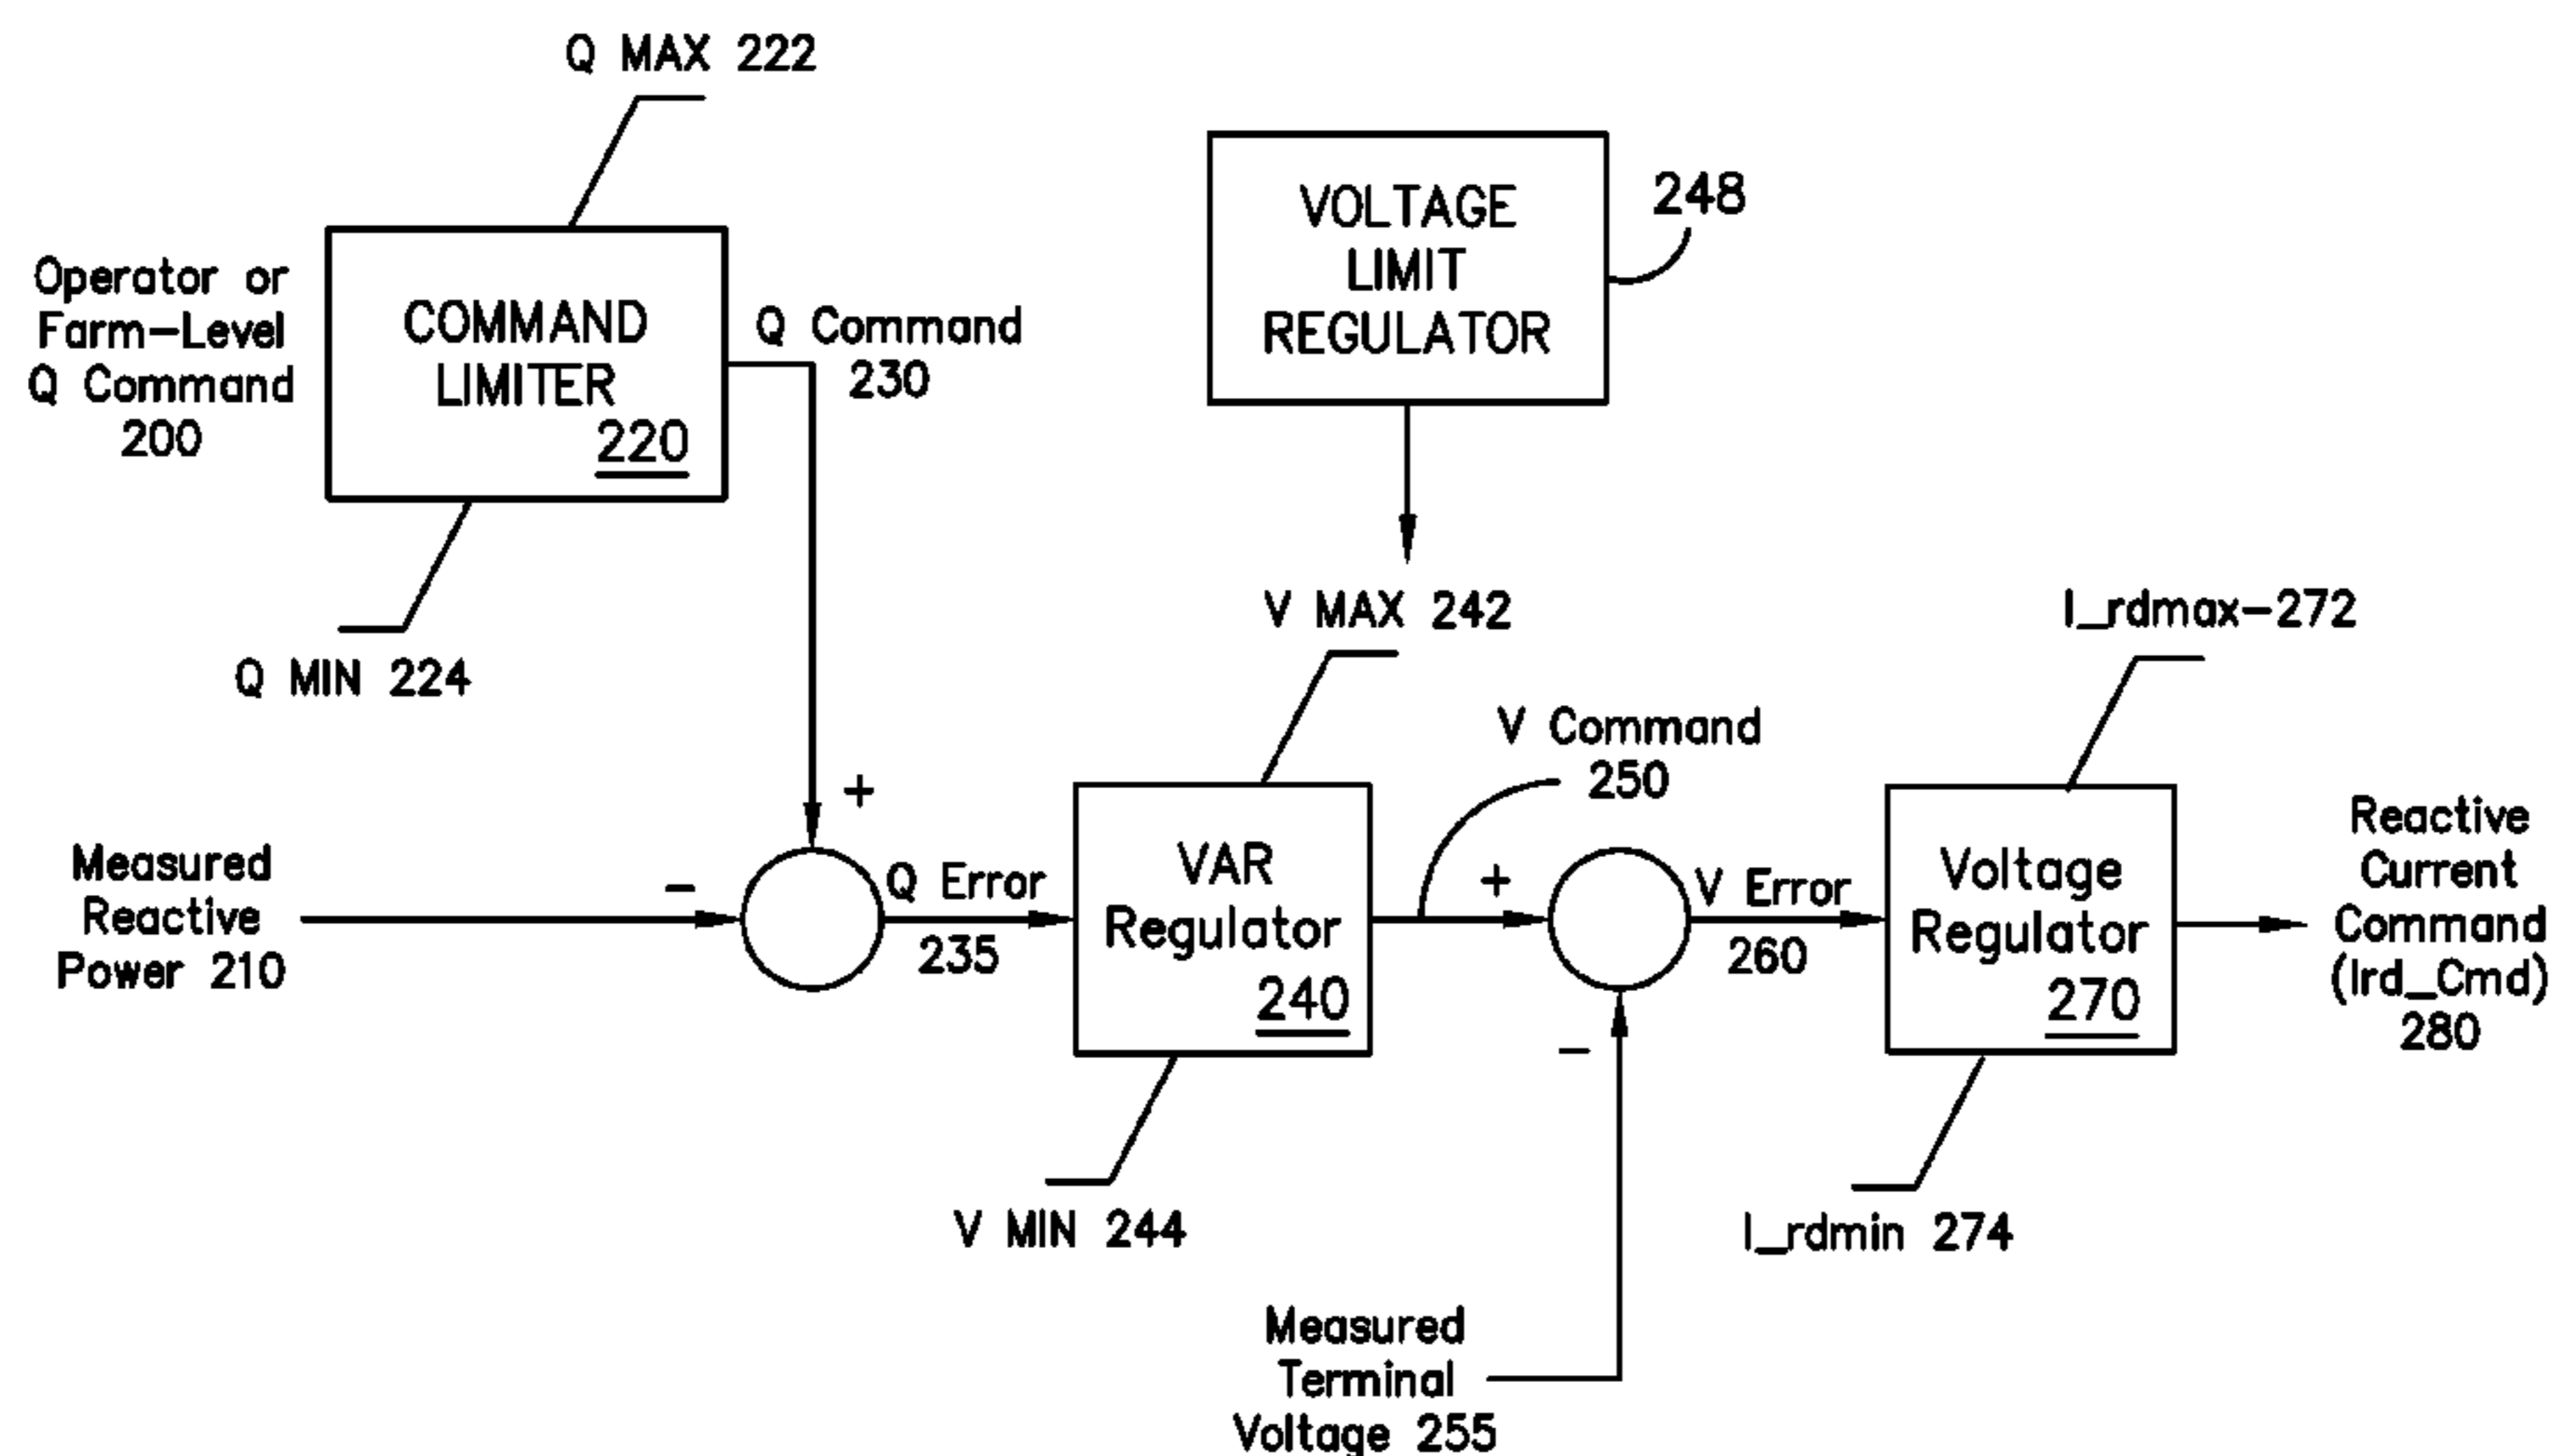 Q MAX 222
Operator or
Farm-Level
Q Command
200
COMMAND
LIMITER
220
Q Command
230
Q MIN 224
VOLTAGE
LIMIT
REGULATOR
248
V MAX 242
I_rdmax-272
V Command
250
Measured
Reactive
Power 210
-
+
Q Error
235
VAR
Regulator
240
+
-
V Error
260
Voltage
Regulator
270
Reactive
Current
Command
(Ird_Cmd)
280
V MIN 244
I_rdmin 274
Measured
Terminal
Voltage 255